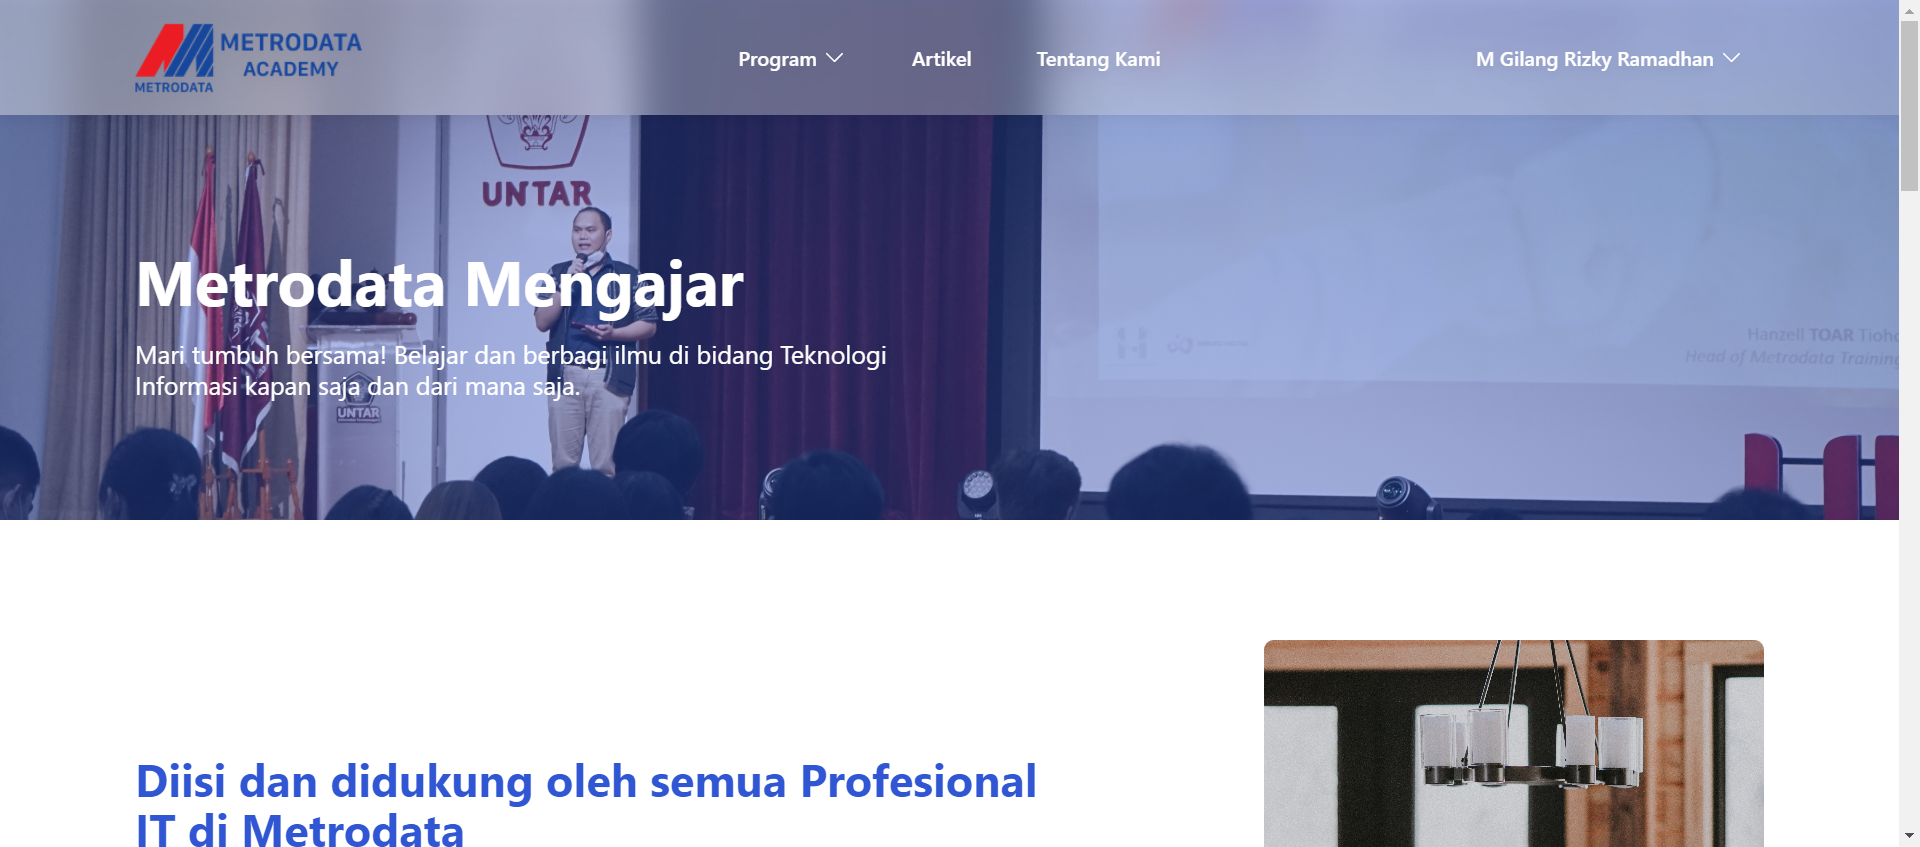 METRODATA
ACADEMY
METRODATA
Program
Artikel
Tentang Kami
M Gilang Rizky Ramadhan
UNTAR
Metrodata Mengajar
Mari tumbuh bersama! Belajar dan berbagi ilmu di bidang Teknologi
Informasi kapan saja dan dari mana saja.
Hanzell TOAR
Head of Metrodata Training
UNTAR
Diisi dan didukung oleh semua Profesional
IT di Metrodata